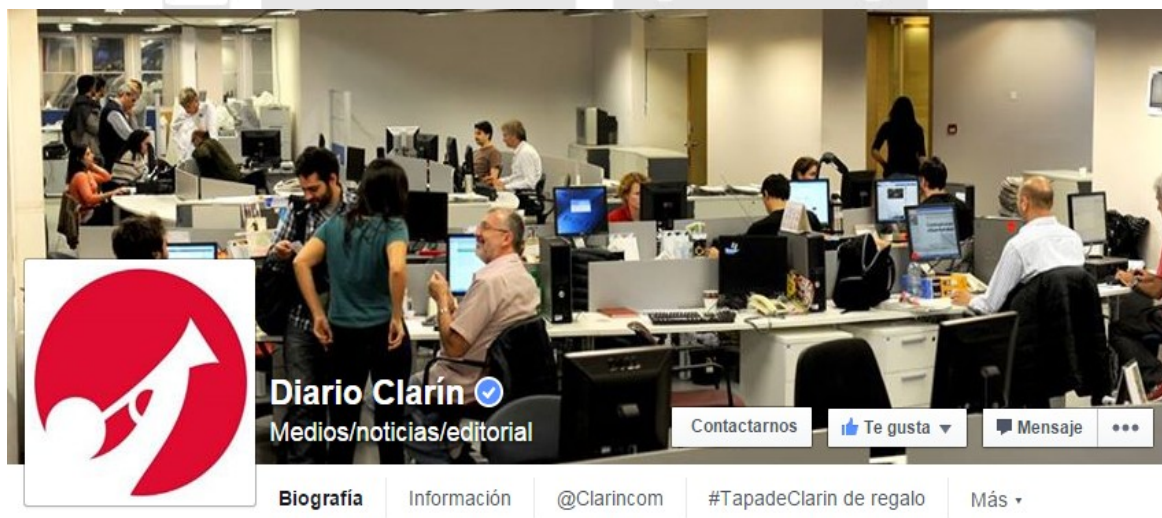 Diario Clarín
Medios/noticias/editorial
Contactarnos
Te gusta
Mensaje
Biografía
Información
@Clarincom
#TapadeClarin de regalo
Más